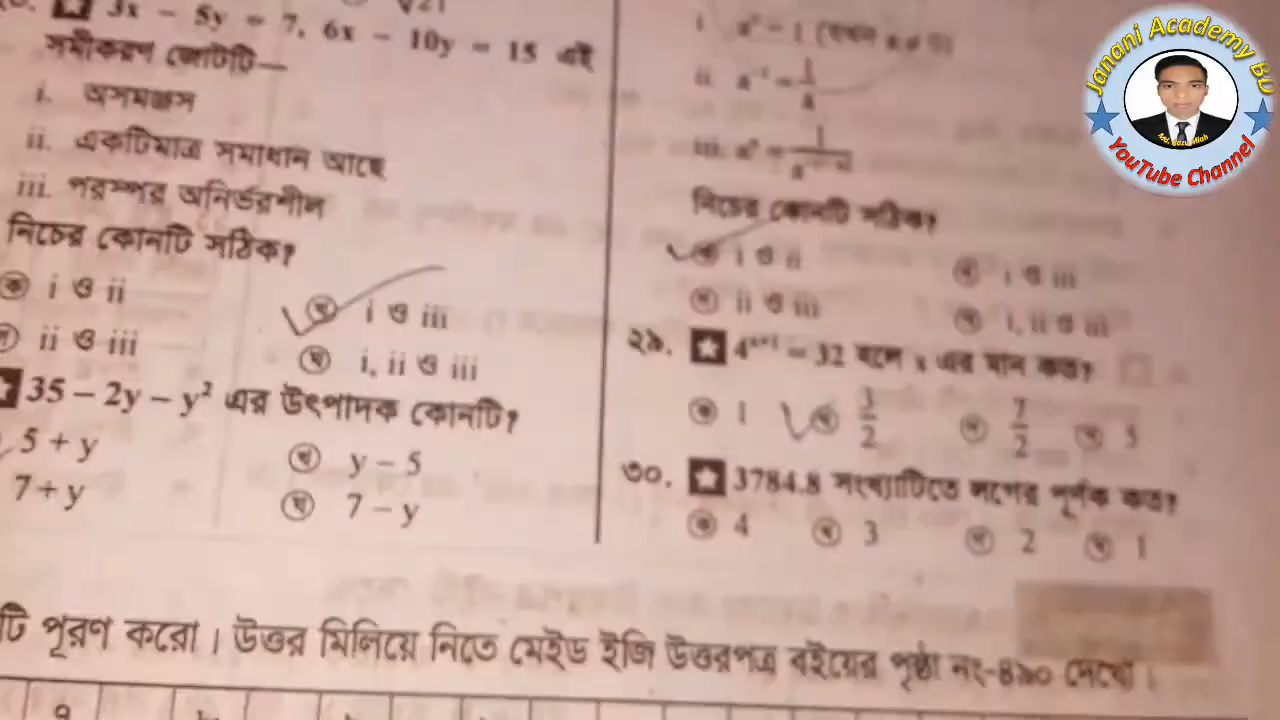 3x – 5y = 7, 6x – 10y = 15 এই
সমীকরণ জোটটি—
i. অসমঞ্জস
ii. একটিমাত্র সমাধান আছে
iii. পরস্পর অনির্ভরশীল
নিচের কোনটি সঠিক?
ক i ও ii
খ i ও iii
গ ii ও iii
ঘ i, ii ও iii
35 – 2y – y² এর উৎপাদক কোনটি?
5 + y
খ y – 5
7 + y
ঘ 7 – y
নিচের কোনটি সঠিক?
ক i ও ii
খ i ও iii
গ ii ও iii
ঘ i, ii ও iii
২৯. 4ˣ⁺¹ = 32 হলে x এর মান কত?
ক 1 খ 3/2 গ 7/2 ঘ 5
৩০. 3784.8 সংখ্যাটিতে লগের পূর্ণক কত?
ক 4 খ 3 গ 2 ঘ 1
টি পূরণ করো। উত্তর মিলিয়ে নিতে মেইড ইজি উত্তরপত্র বইয়ের পৃষ্ঠা নং-৪৯০ দেখো।
Janani Academy BD
YouTube Channel